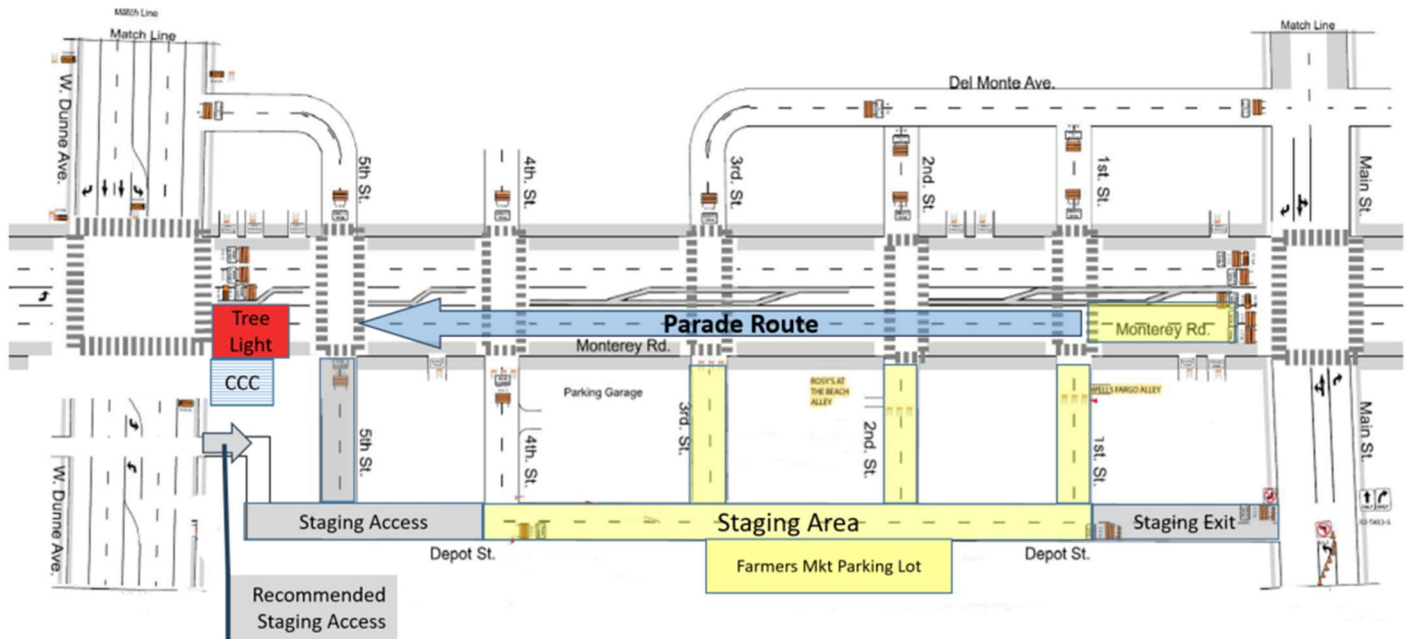 Match Line
Match Line
Match Line
W. Dunne Ave.
Del Monte Ave.
5th St.
4th. St.
3rd. St.
2nd. St.
1st. St.
Main St.
Tree
Light
Parade Route
Monterey Rd.
Monterey Rd.
CCC
Parking Garage
ROSY'S AT
THE BEACH
ALLEY
WELLS FARGO ALLEY
W. Dunne Ave.
5th St.
4th. St.
3rd. St.
2nd. St.
1st. St.
Main St.
Staging Access
Staging Area
Staging Exit
Depot St.
Depot St.
Farmers Mkt Parking Lot
Recommended
Staging Access